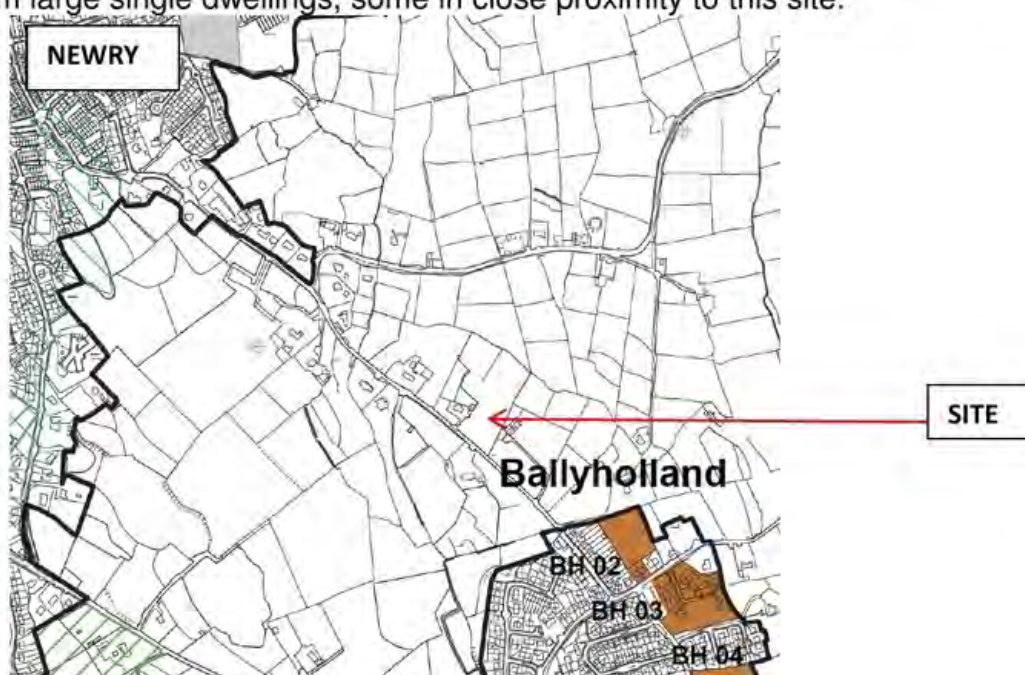 large single dwellings, some in close proximity to this site.
NEWRY
SITE
Ballyholland
BH 02
BH 03
BH 04